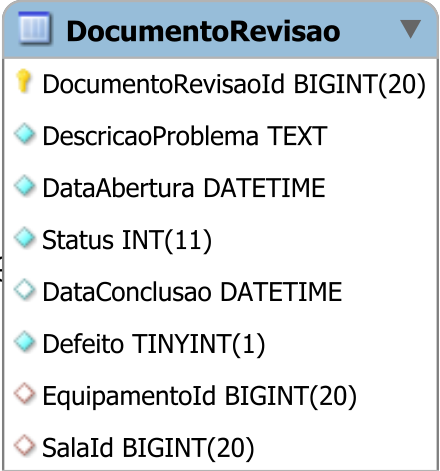 DocumentoRevisao
DocumentoRevisaoId BIGINT(20)
DescricaoProblema TEXT
DataAbertura DATETIME
Status INT(11)
DataConclusao DATETIME
Defeito TINYINT(1)
EquipamentoId BIGINT(20)
SalaId BIGINT(20)